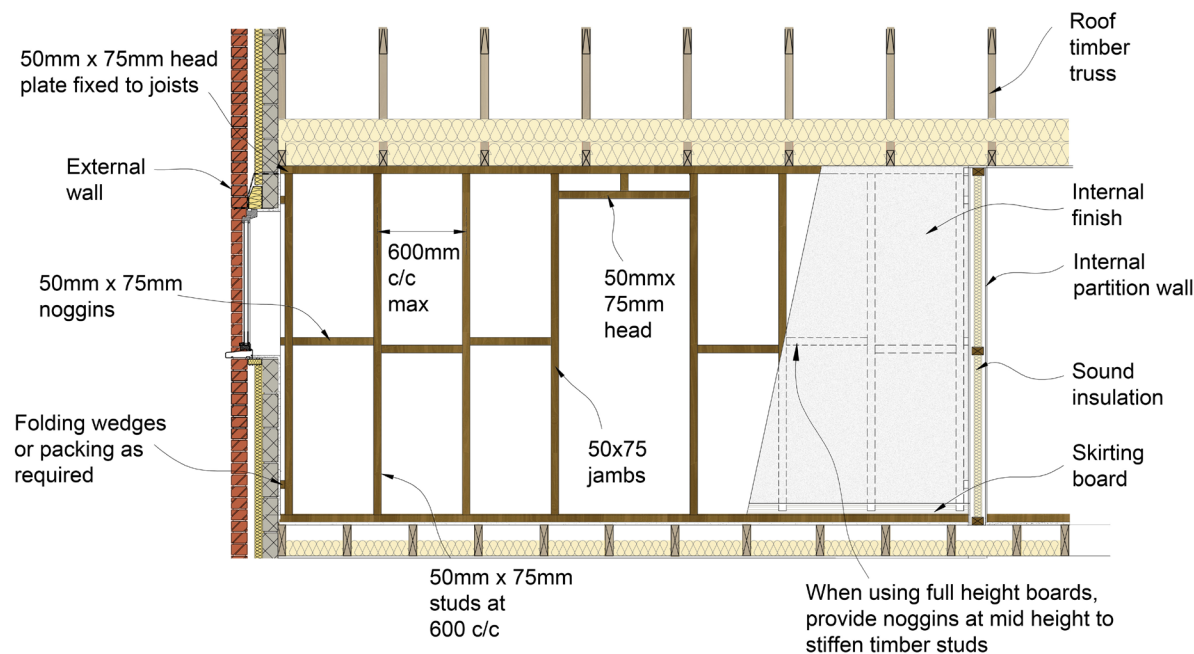 50mm x 75mm head
plate fixed to joists
External
wall
50mm x 75mm
noggins
Folding wedges
or packing as
required
600mm
c/c
max
50mmx
75mm
head
50x75
jambs
50mm x 75mm
studs at
600 c/c
Roof
timber
truss
Internal
finish
Internal
partition wall
Sound
insulation
Skirting
board
When using full height boards,
provide noggins at mid height to
stiffen timber studs